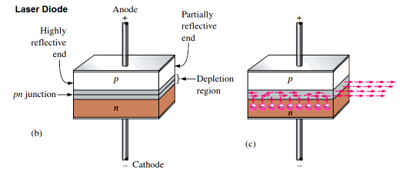 Laser Diode
Anode
+
Partially
reflective
end
Highly
reflective
end
p
Depletion
region
pn junction
n
(b)
– Cathode
+
p
n
(c)
–